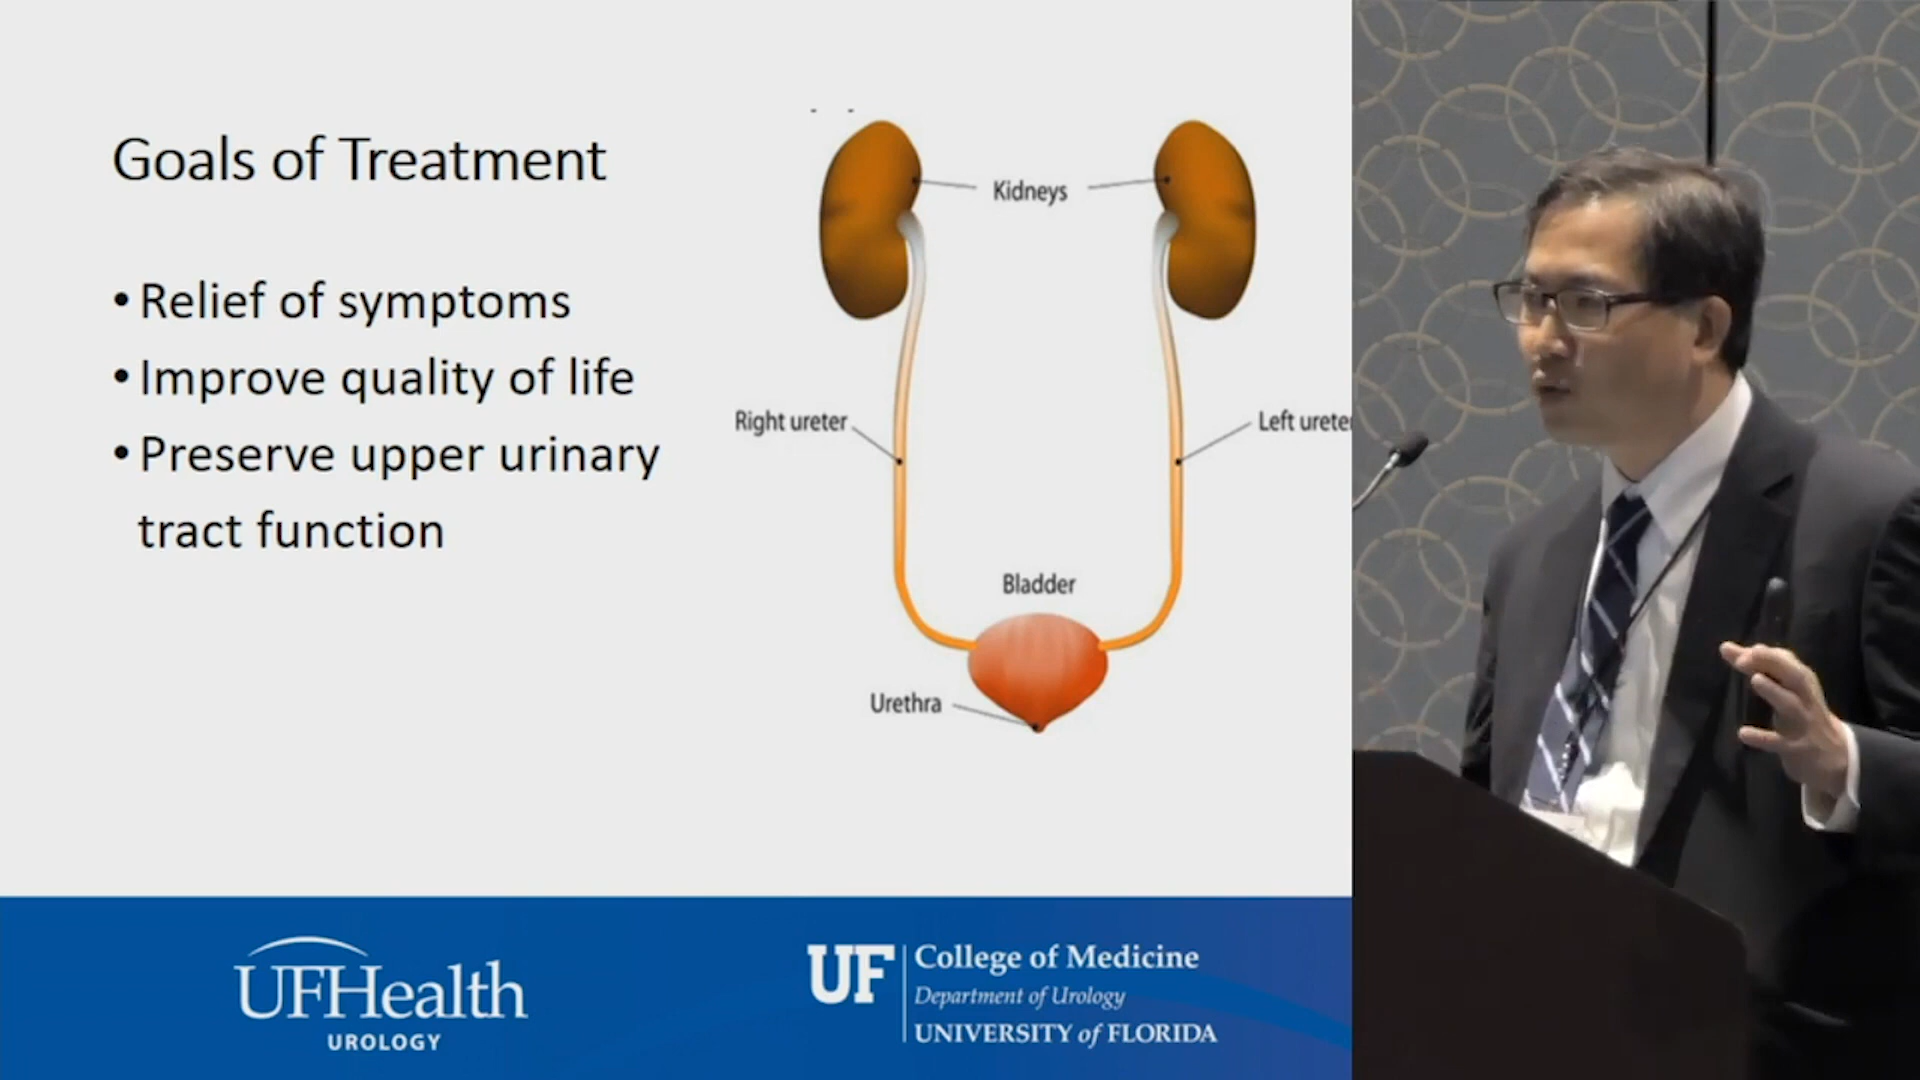 Goals of Treatment
• Relief of symptoms
• Improve quality of life
• Preserve upper urinary
tract function
Kidneys
Right ureter
Left urete
Bladder
Urethra
UFHealth
UROLOGY
UF
College of Medicine
Department of Urology
UNIVERSITY of FLORIDA